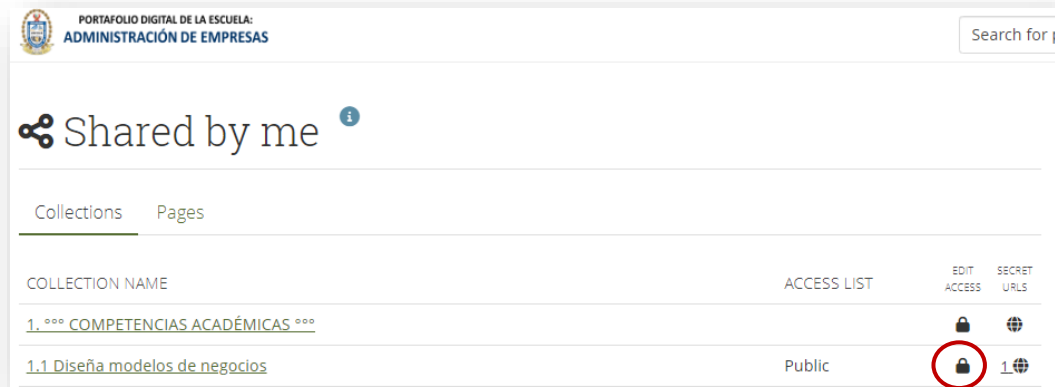 PORTAFOLIO DIGITAL DE LA ESCUELA:
ADMINISTRACIÓN DE EMPRESAS
Search for
Shared by me
Collections Pages
COLLECTION NAME ACCESS LIST EDIT ACCESS SECRET URLS
1. °°° COMPETENCIAS ACADÉMICAS °°°
1.1 Diseña modelos de negocios Public 1